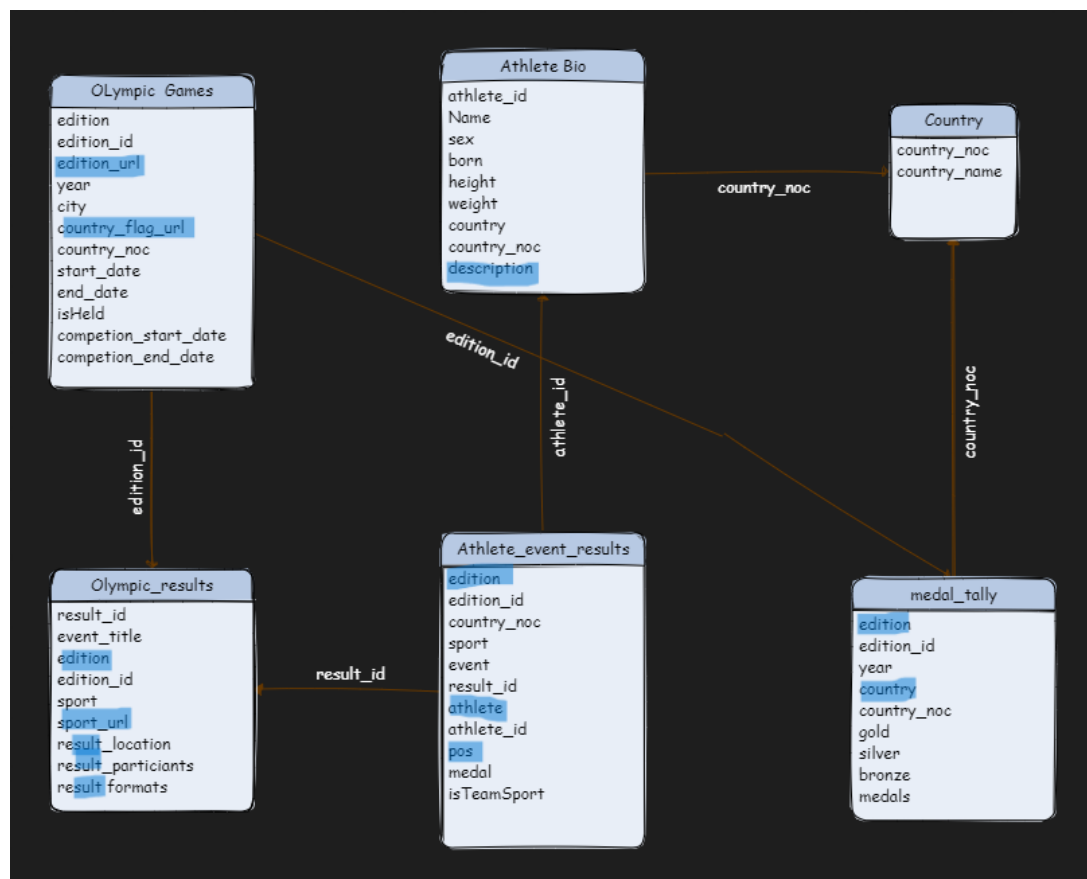 OLympic Games
edition
edition_id
edition_url
year
city
country_flag_url
country_noc
start_date
end_date
isHeld
competion_start_date
competion_end_date
Athlete Bio
athlete_id
Name
sex
born
height
weight
country
country_noc
description
Country
country_noc
country_name
country_noc
edition_id
athlete_id
country_noc
edition_id
Olympic_results
result_id
event_title
edition
edition_id
sport
sport_url
result_location
result_particiants
result formats
result_id
Athlete_event_results
edition
edition_id
country_noc
sport
event
result_id
athlete
athlete_id
pos
medal
isTeamSport
medal_tally
edition
edition_id
year
country
country_noc
gold
silver
bronze
medals